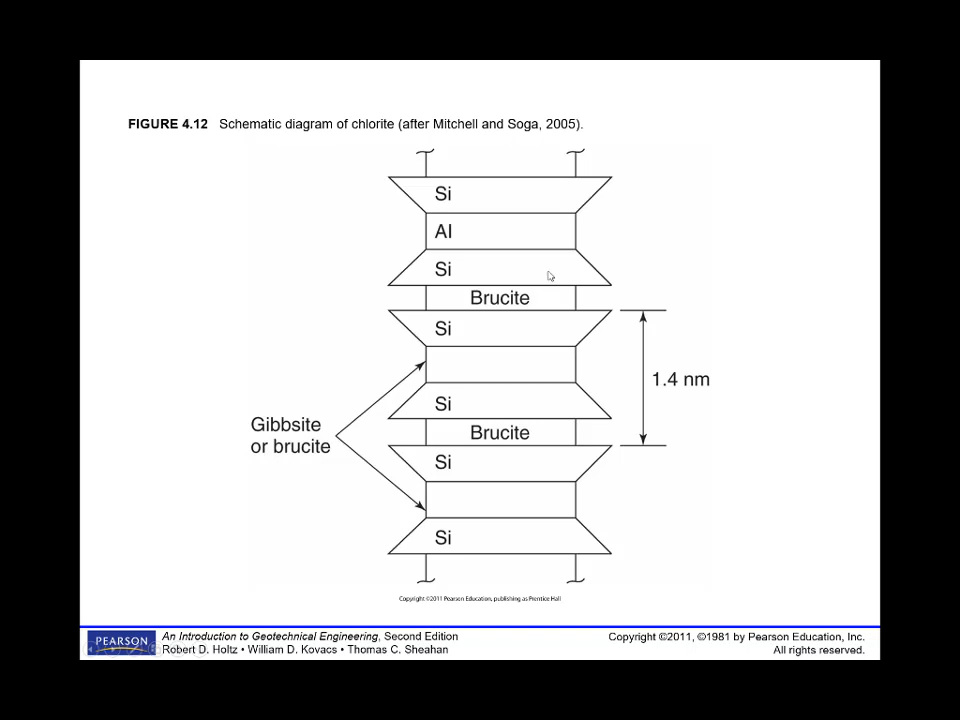 FIGURE 4.12 Schematic diagram of chlorite (after Mitchell and Soga, 2005).
Si
Al
Si
Brucite
Si
1.4 nm
Si
Gibbsite
or brucite
Brucite
Si
Si
Copyright ©2011 Pearson Education, publishing as Prentice Hall
PEARSON
An Introduction to Geotechnical Engineering, Second Edition
Robert D. Holtz • William D. Kovacs • Thomas C. Sheahan
Copyright ©2011, ©1981 by Pearson Education, Inc.
All rights reserved.